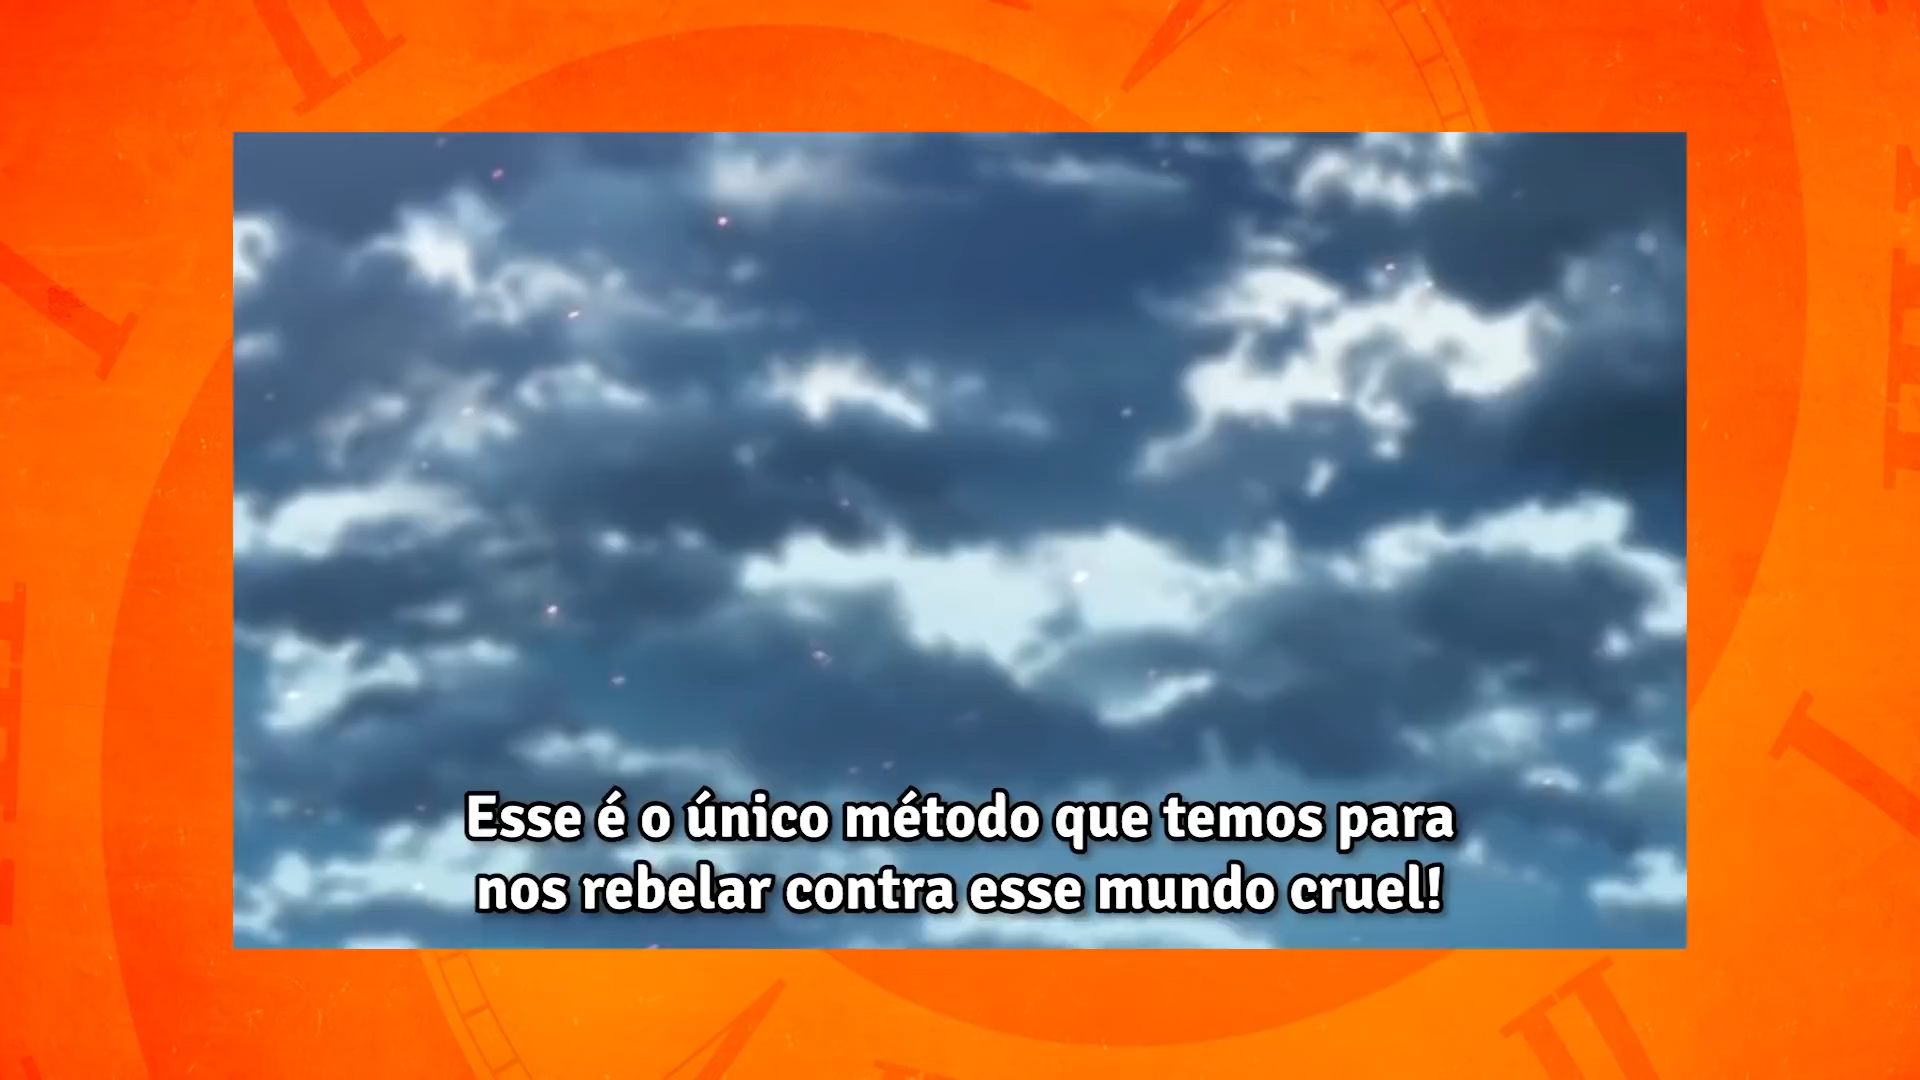 Esse é o único método que temos para
nos rebelar contra esse mundo cruel!